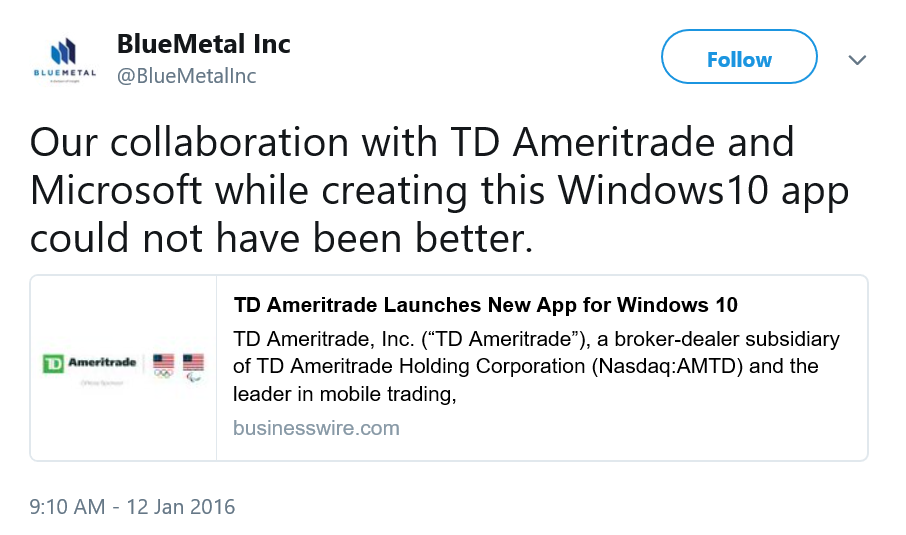 BlueMetal Inc
BLUEMETAL
@BlueMetalInc
Follow
Our collaboration with TD Ameritrade and
Microsoft while creating this Windows10 app
could not have been better.
TD Ameritrade Launches New App for Windows 10
TD Ameritrade, Inc. (“TD Ameritrade”), a broker-dealer subsidiary
of TD Ameritrade Holding Corporation (Nasdaq:AMTD) and the
leader in mobile trading,
businesswire.com
TD Ameritrade
Official Sponsor
9:10 AM - 12 Jan 2016